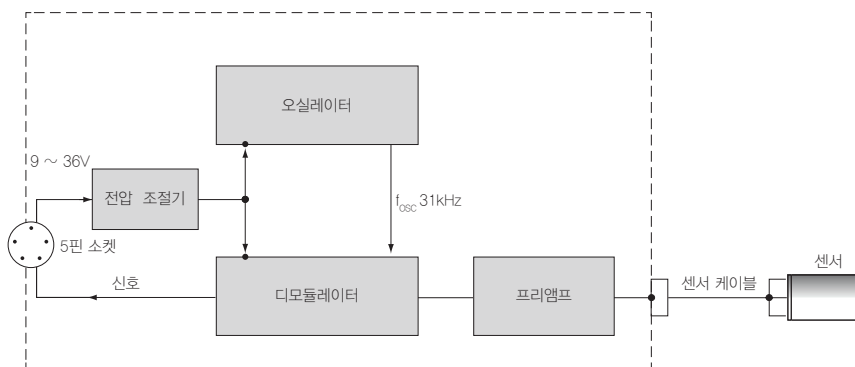 오실레이터
9 ~ 36V
전압 조절기
fosc 31kHz
5핀 소켓
센서
신호
디모듈레이터
프리앰프
센서 케이블